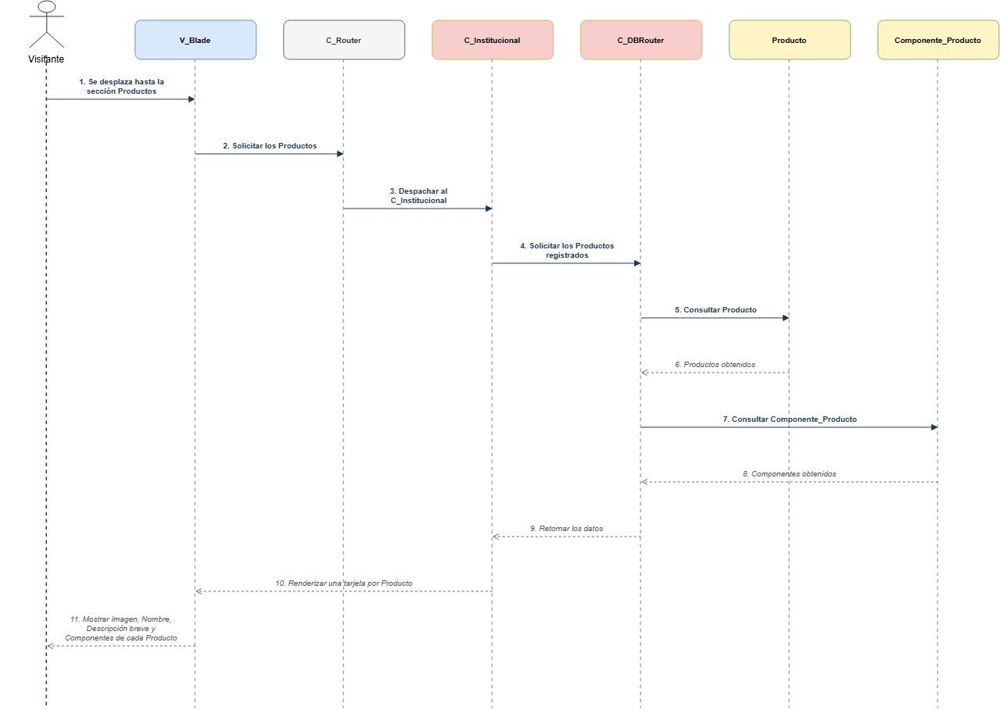 Visitante
V_Blade
C_Router
C_Institucional
C_DBRouter
Producto
Componente_Producto
1. Se desplaza hasta la
sección Productos
2. Solicitar los Productos
3. Despachar al
C_Institucional
4. Solicitar los Productos
registrados
5. Consultar Producto
6. Productos obtenidos
7. Consultar Componente_Producto
8. Componentes obtenidos
9. Retornar los datos
10. Renderizar una tarjeta por Producto
11. Mostrar Imagen, Nombre,
Descripción breve y
Componentes de cada Producto